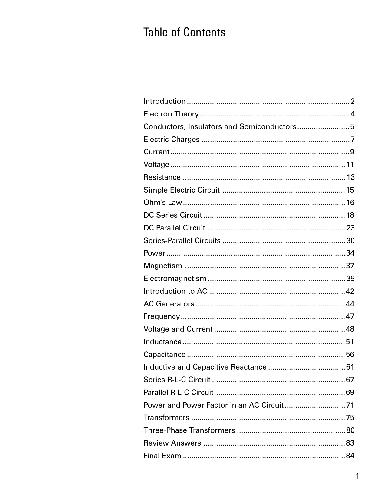 Table of Contents
Introduction ........ 2
Electron Theory ........ 4
Conductors, Insulators and Semiconductors ........ 5
Electric Charges ........ 7
Current ........ 9
Voltage ........ 11
Resistance ........ 13
Simple Electric Circuit ........ 15
Ohm's Law ........ 16
DC Series Circuit ........ 18
DC Parallel Circuit ........ 23
Series-Parallel Circuits ........ 30
Power ........ 34
Magnetism ........ 37
Electromagnetism ........ 39
Introduction to AC ........ 42
AC Generators ........ 44
Frequency ........ 47
Voltage and Current ........ 48
Inductance ........ 51
Capacitance ........ 56
Inductive and Capacitive Reactance ........ 61
Series R-L-C Circuit ........ 67
Parallel R-L-C Circuit ........ 69
Power and Power Factor in an AC Circuit ........ 71
Transformers ........ 75
Three-Phase Transformers ........ 80
Review Answers ........ 83
Final Exam ........ 84
1